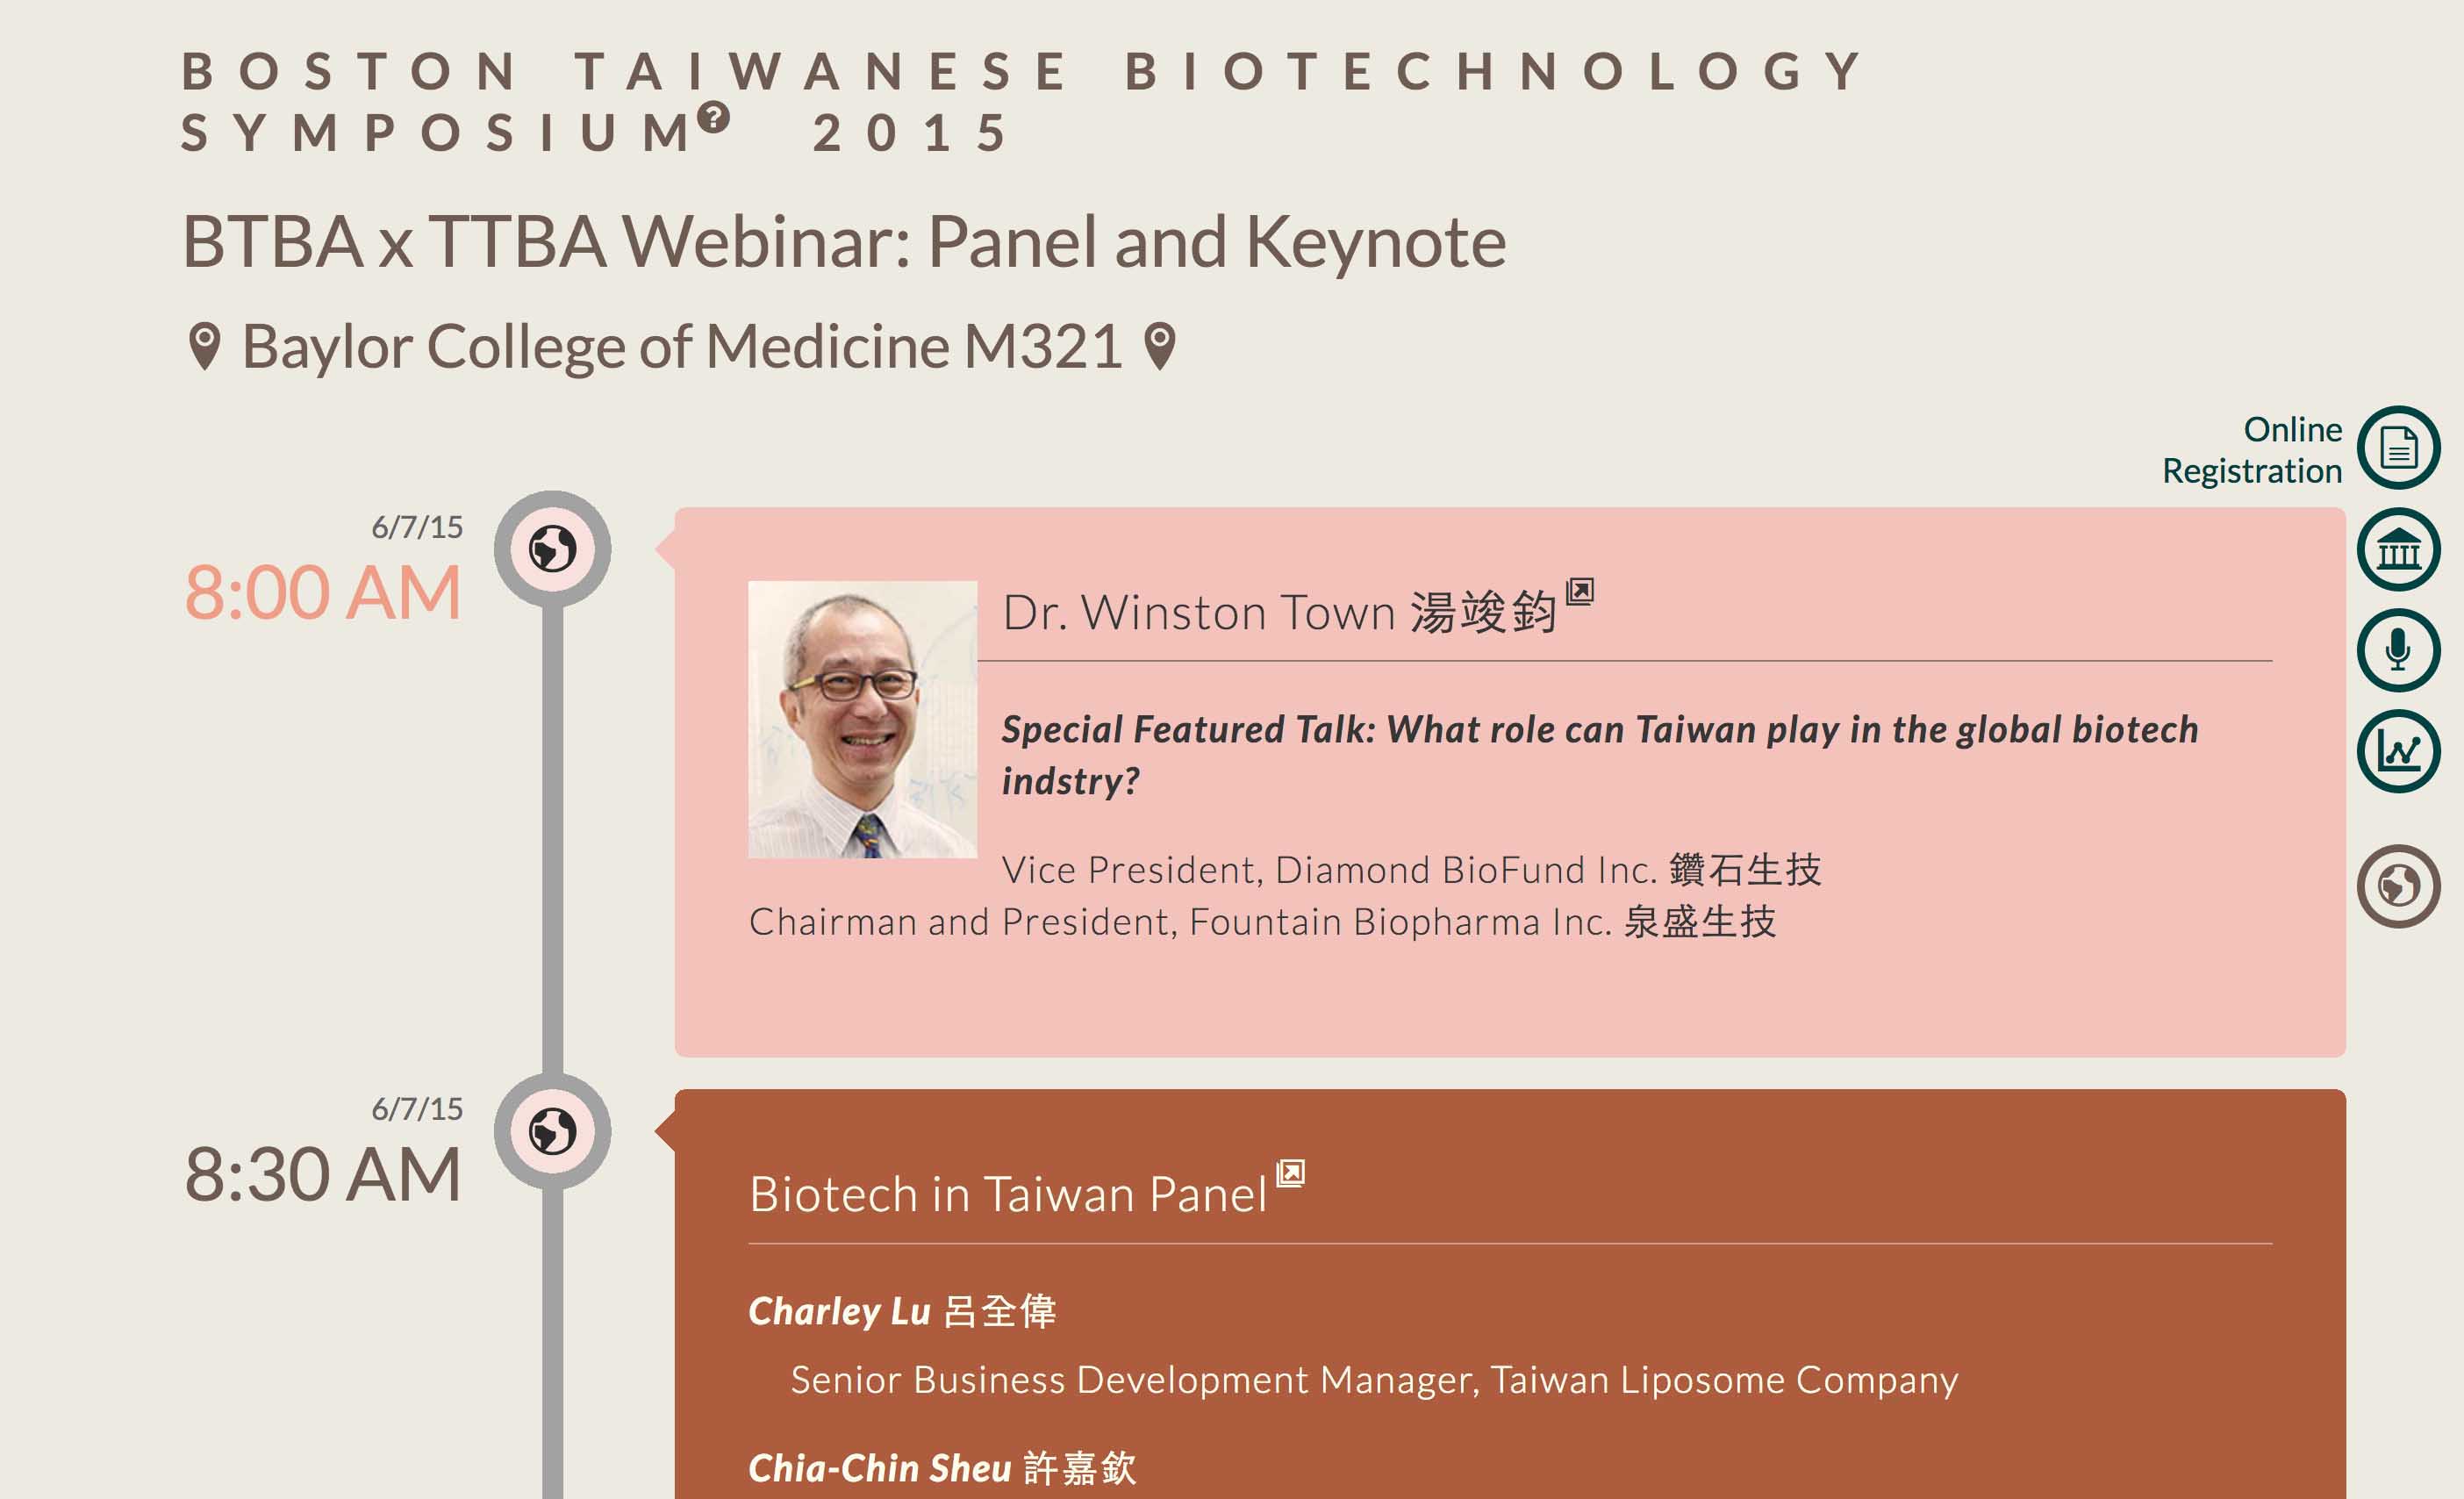 BOSTON TAIWANESE BIOTECHNOLOGY
SYMPOSIUM? 2015
BTBA x TTBA Webinar: Panel and Keynote
Baylor College of Medicine M321
Online
Registration
6/7/15
8:00 AM
Dr. Winston Town 湯竣鈞
Special Featured Talk: What role can Taiwan play in the global biotech
indstry?
Vice President, Diamond BioFund Inc. 鑽石生技
Chairman and President, Fountain Biopharma Inc. 泉盛生技
6/7/15
8:30 AM
Biotech in Taiwan Panel
Charley Lu 呂全偉
Senior Business Development Manager, Taiwan Liposome Company
Chia-Chin Sheu 許嘉欽